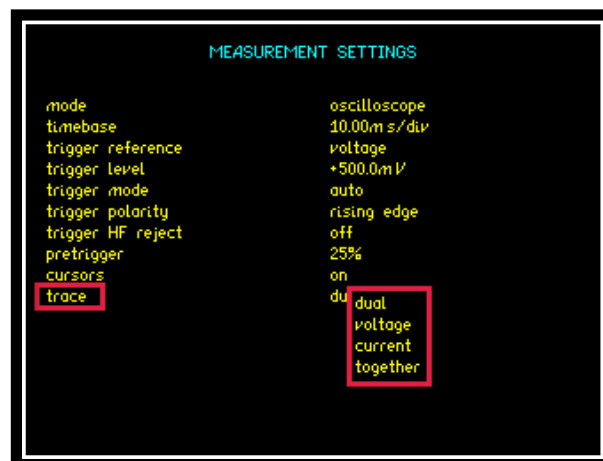 MEASUREMENT SETTINGS
mode oscilloscope
timebase 10.00m s/div
trigger reference voltage
trigger level +500.0mV
trigger mode auto
trigger polarity rising edge
trigger HF reject off
pretrigger 25%
cursors on
trace du
dual
voltage
current
together